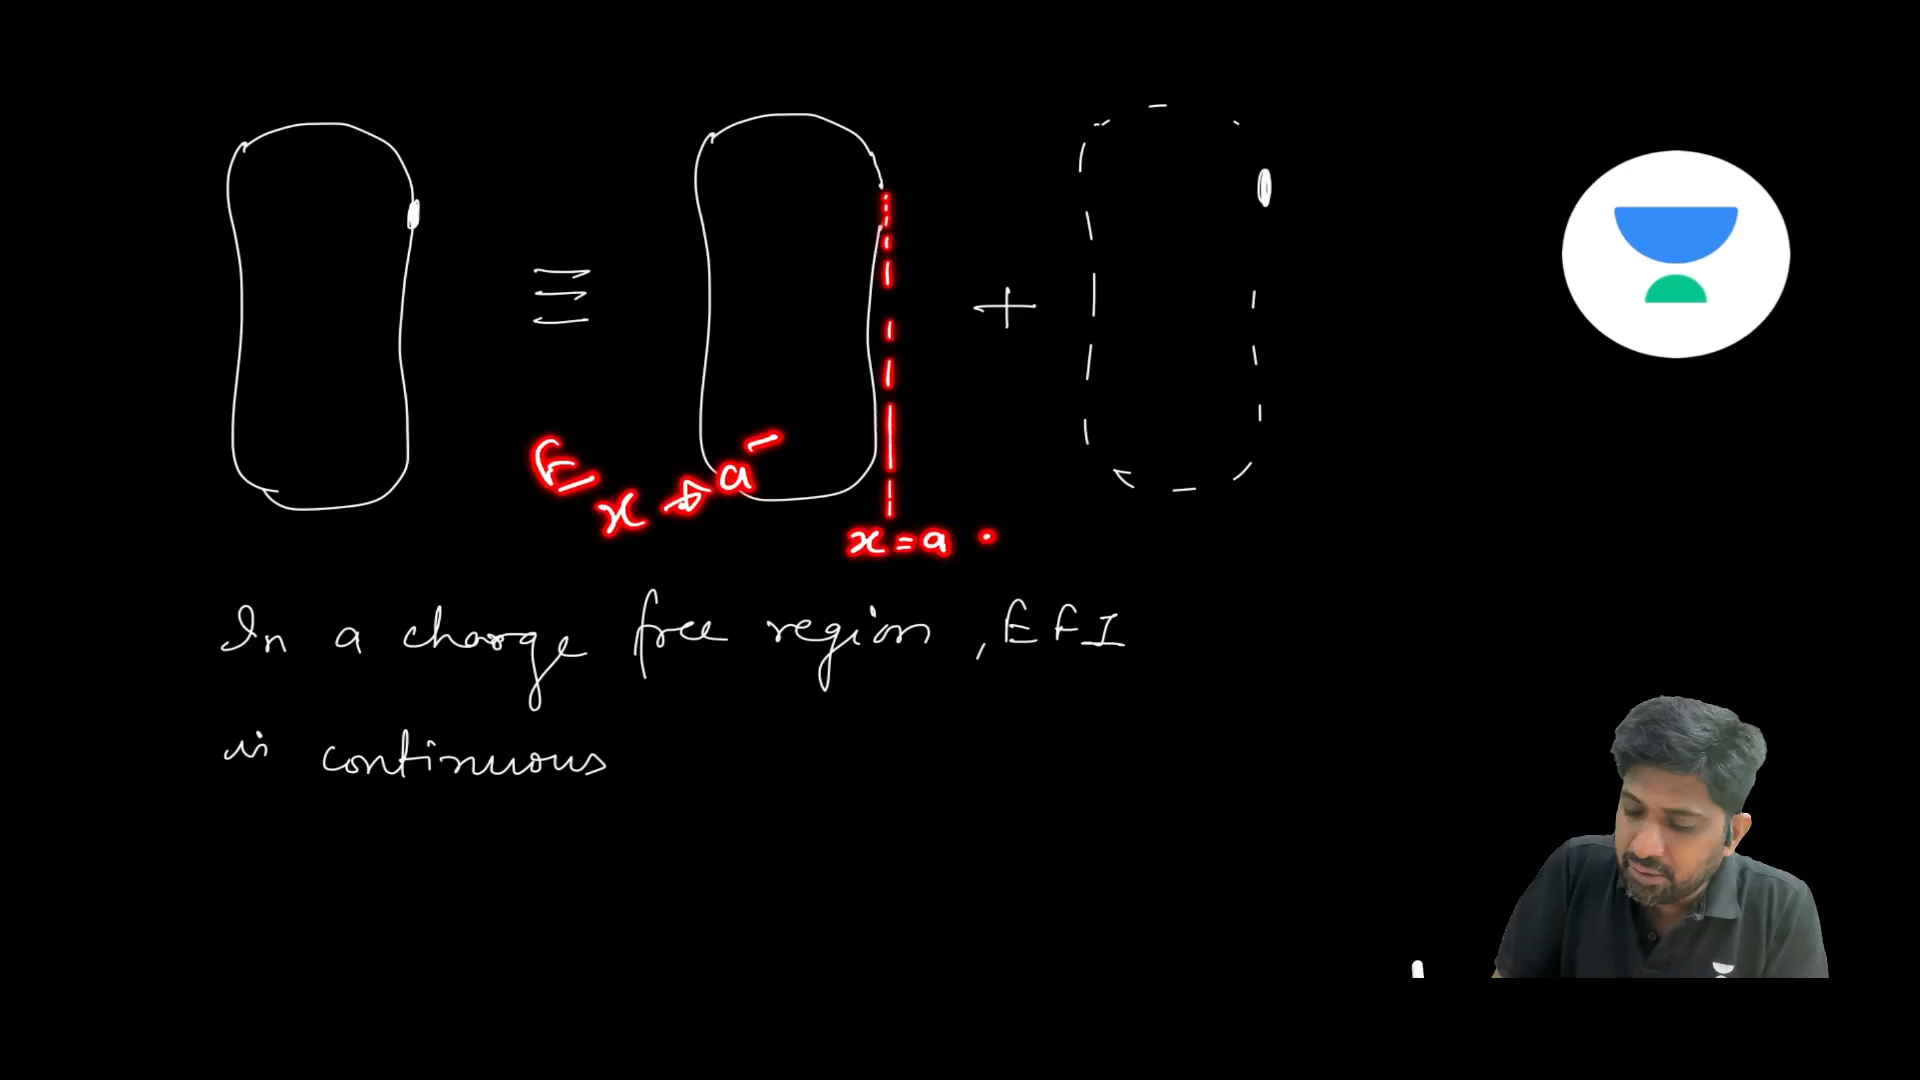 ≡ +
E x → a⁻
x = a
In a charge free region, EFI
is continuous